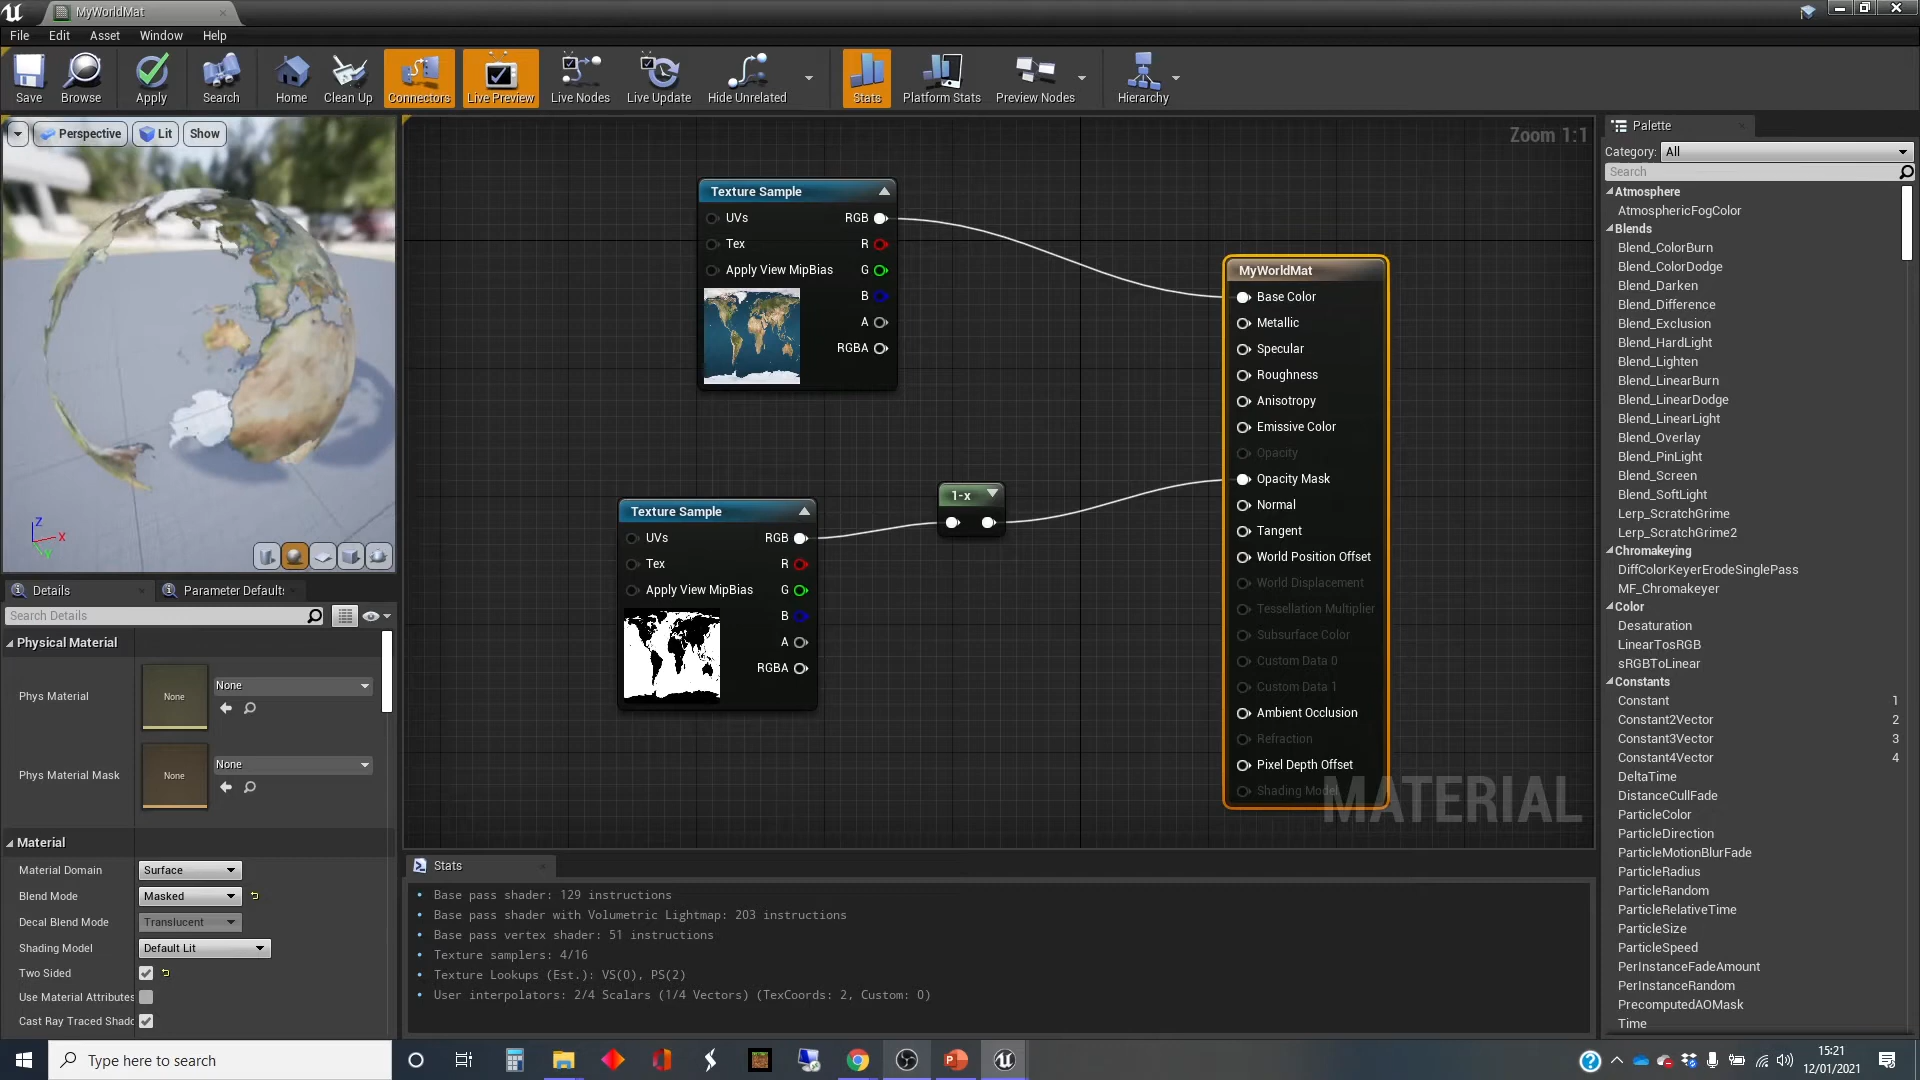 MyWorldMat
File Edit Asset Window Help
Save Browse Apply Search Home Clean Up Connectors Live Preview Live Nodes Live Update Hide Unrelated Stats Platform Stats Preview Nodes Hierarchy
Perspective Lit Show
Z
X
Y
Zoom 1:1
Texture Sample
UVs RGB
Tex R
Apply View MipBias G
B
A
RGBA
Texture Sample
UVs RGB
Tex R
Apply View MipBias G
B
A
RGBA
1-x
MyWorldMat
Base Color
Metallic
Specular
Roughness
Anisotropy
Emissive Color
Opacity
Opacity Mask
Normal
Tangent
World Position Offset
World Displacement
Tessellation Multiplier
Subsurface Color
Custom Data 0
Custom Data 1
Ambient Occlusion
Refraction
Pixel Depth Offset
Shading Model
MATERIAL
Details Parameter Default
Search Details
Physical Material
Phys Material None None
Phys Material Mask None None
Material
Material Domain Surface
Blend Mode Masked
Decal Blend Mode Translucent
Shading Model Default Lit
Two Sided
Use Material Attributes
Cast Ray Traced Shado
Stats
Base pass shader: 129 instructions
Base pass shader with Volumetric Lightmap: 203 instructions
Base pass vertex shader: 51 instructions
Texture samplers: 4/16
Texture Lookups (Est.): VS(0), PS(2)
User interpolators: 2/4 Scalars (1/4 Vectors) (TexCoords: 2, Custom: 0)
Palette
Category: All
Search
Atmosphere
AtmosphericFogColor
Blends
Blend_ColorBurn
Blend_ColorDodge
Blend_Darken
Blend_Difference
Blend_Exclusion
Blend_HardLight
Blend_Lighten
Blend_LinearBurn
Blend_LinearDodge
Blend_LinearLight
Blend_Overlay
Blend_PinLight
Blend_Screen
Blend_SoftLight
Lerp_ScratchGrime
Lerp_ScratchGrime2
Chromakeying
DiffColorKeyerErodeSinglePass
MF_Chromakeyer
Color
Desaturation
LinearTosRGB
sRGBToLinear
Constants
Constant 1
Constant2Vector 2
Constant3Vector 3
Constant4Vector 4
DeltaTime
DistanceCullFade
ParticleColor
ParticleDirection
ParticleMotionBlurFade
ParticleRadius
ParticleRandom
ParticleRelativeTime
ParticleSize
ParticleSpeed
PerInstanceFadeAmount
PerInstanceRandom
PrecomputedAOMask
Time
Type here to search
15:21
12/01/2021